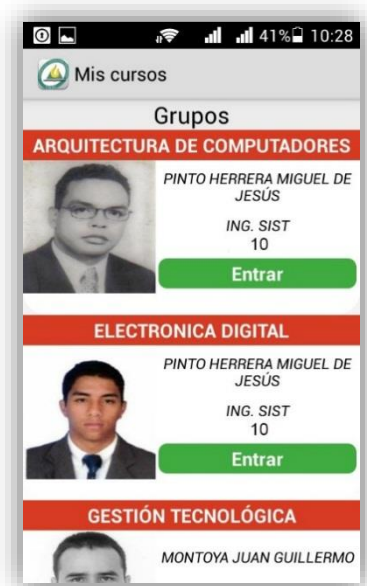 41% 10:28
Mis cursos
Grupos
ARQUITECTURA DE COMPUTADORES
PINTO HERRERA MIGUEL DE
JESÚS
ING. SIST
10
Entrar
ELECTRONICA DIGITAL
PINTO HERRERA MIGUEL DE
JESÚS
ING. SIST
10
Entrar
GESTIÓN TECNOLÓGICA
MONTOYA JUAN GUILLERMO